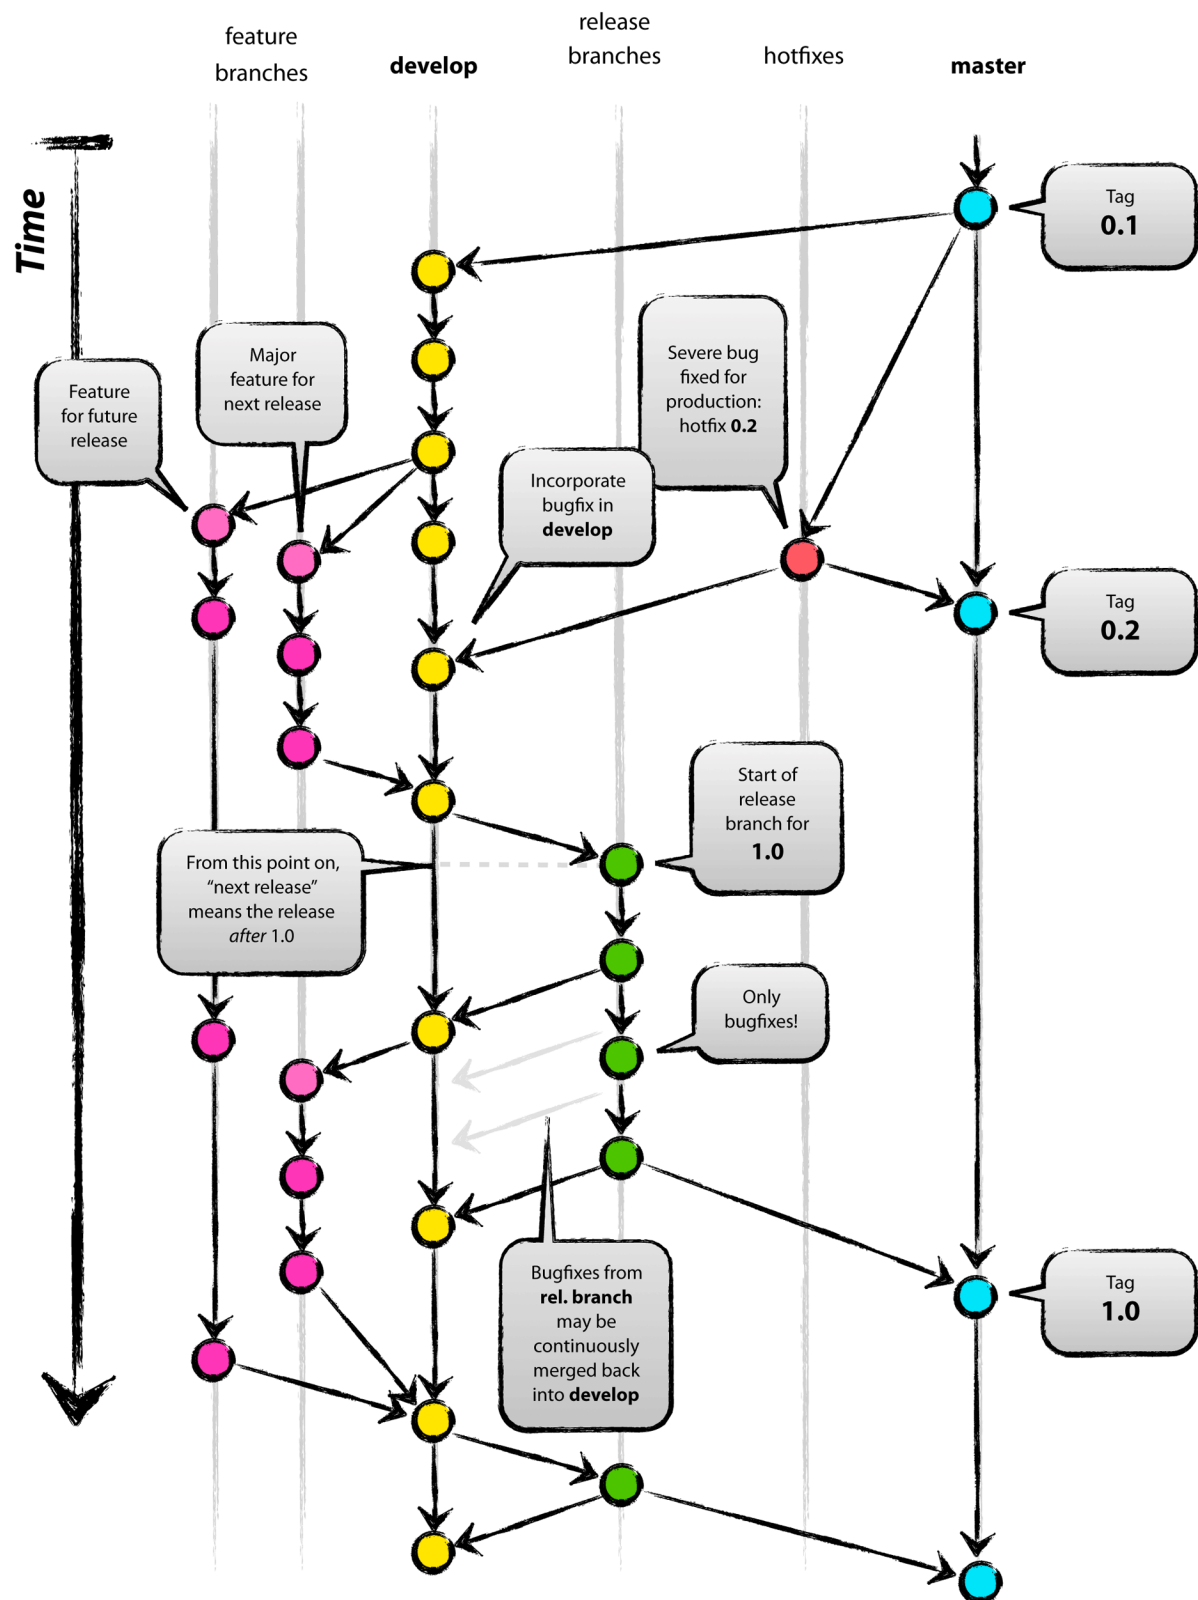 feature
branches
develop
release
branches
hotfixes
master
Time
Tag
0.1
Major
feature for
next release
Feature
for future
release
Severe bug
fixed for
production:
hotfix 0.2
Incorporate
bugfix in
develop
Tag
0.2
Start of
release
branch for
1.0
From this point on,
“next release”
means the release
after 1.0
Only
bugfixes!
Bugfixes from
rel. branch
may be
continuously
merged back
into develop
Tag
1.0